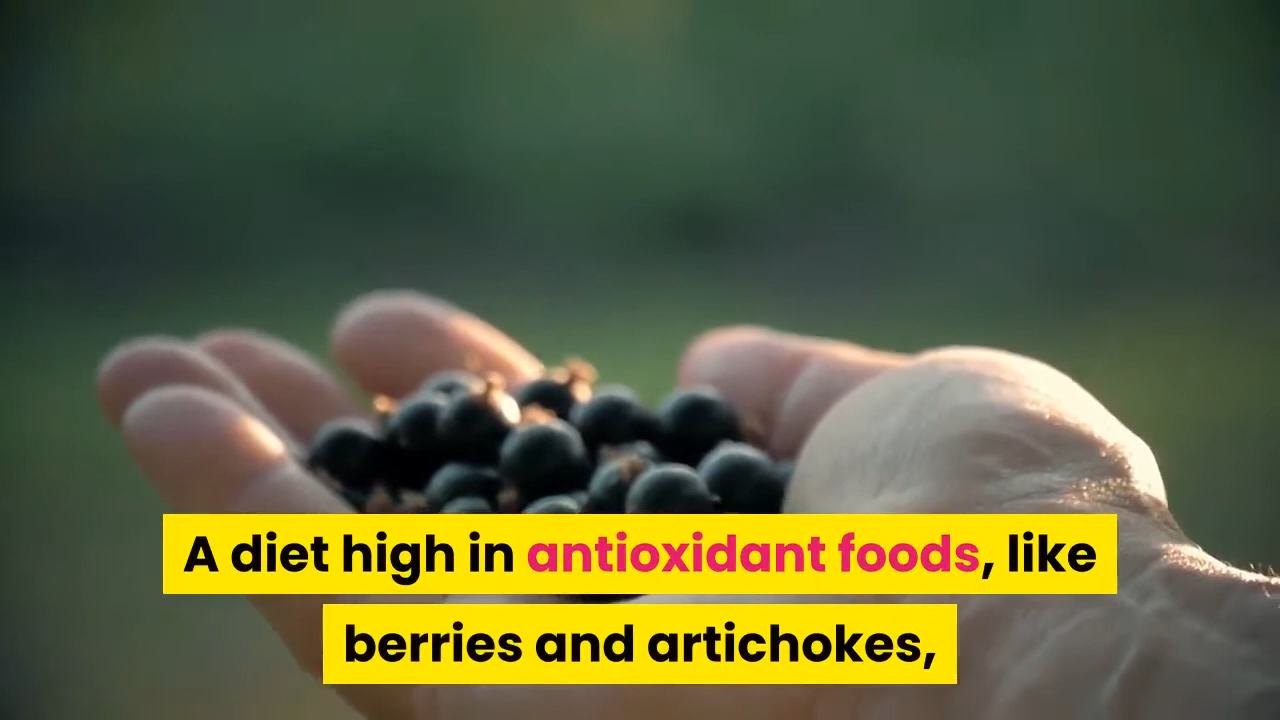 A diet high in antioxidant foods, like
berries and artichokes,